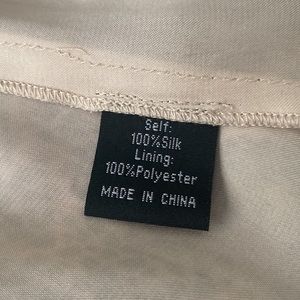 Self:
100%Silk
Lining:
100%Polyester
MADE IN CHINA